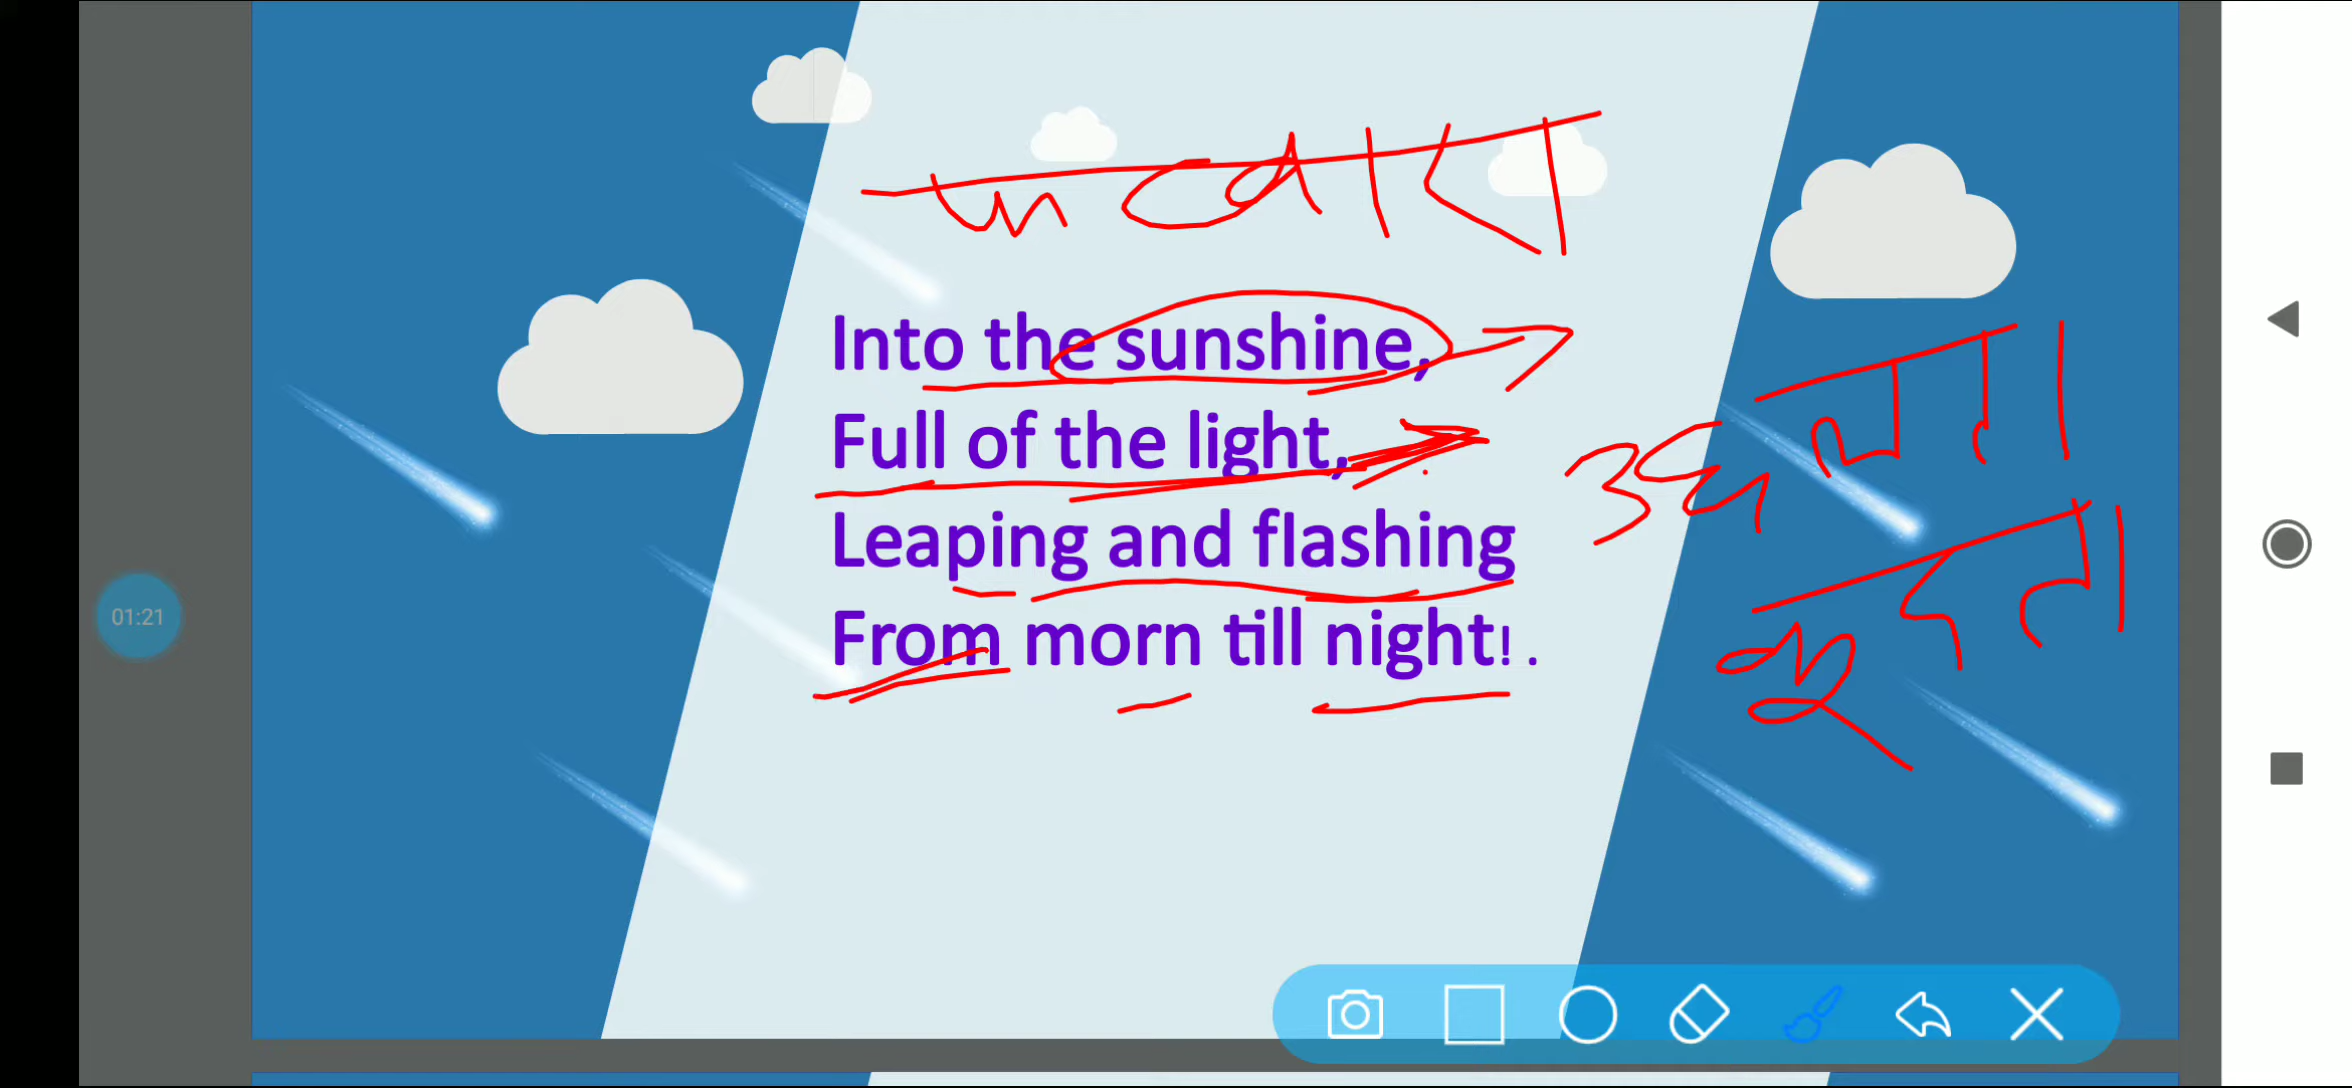 Into the sunshine,
Full of the light,
Leaping and flashing
From morn till night! .
01:21